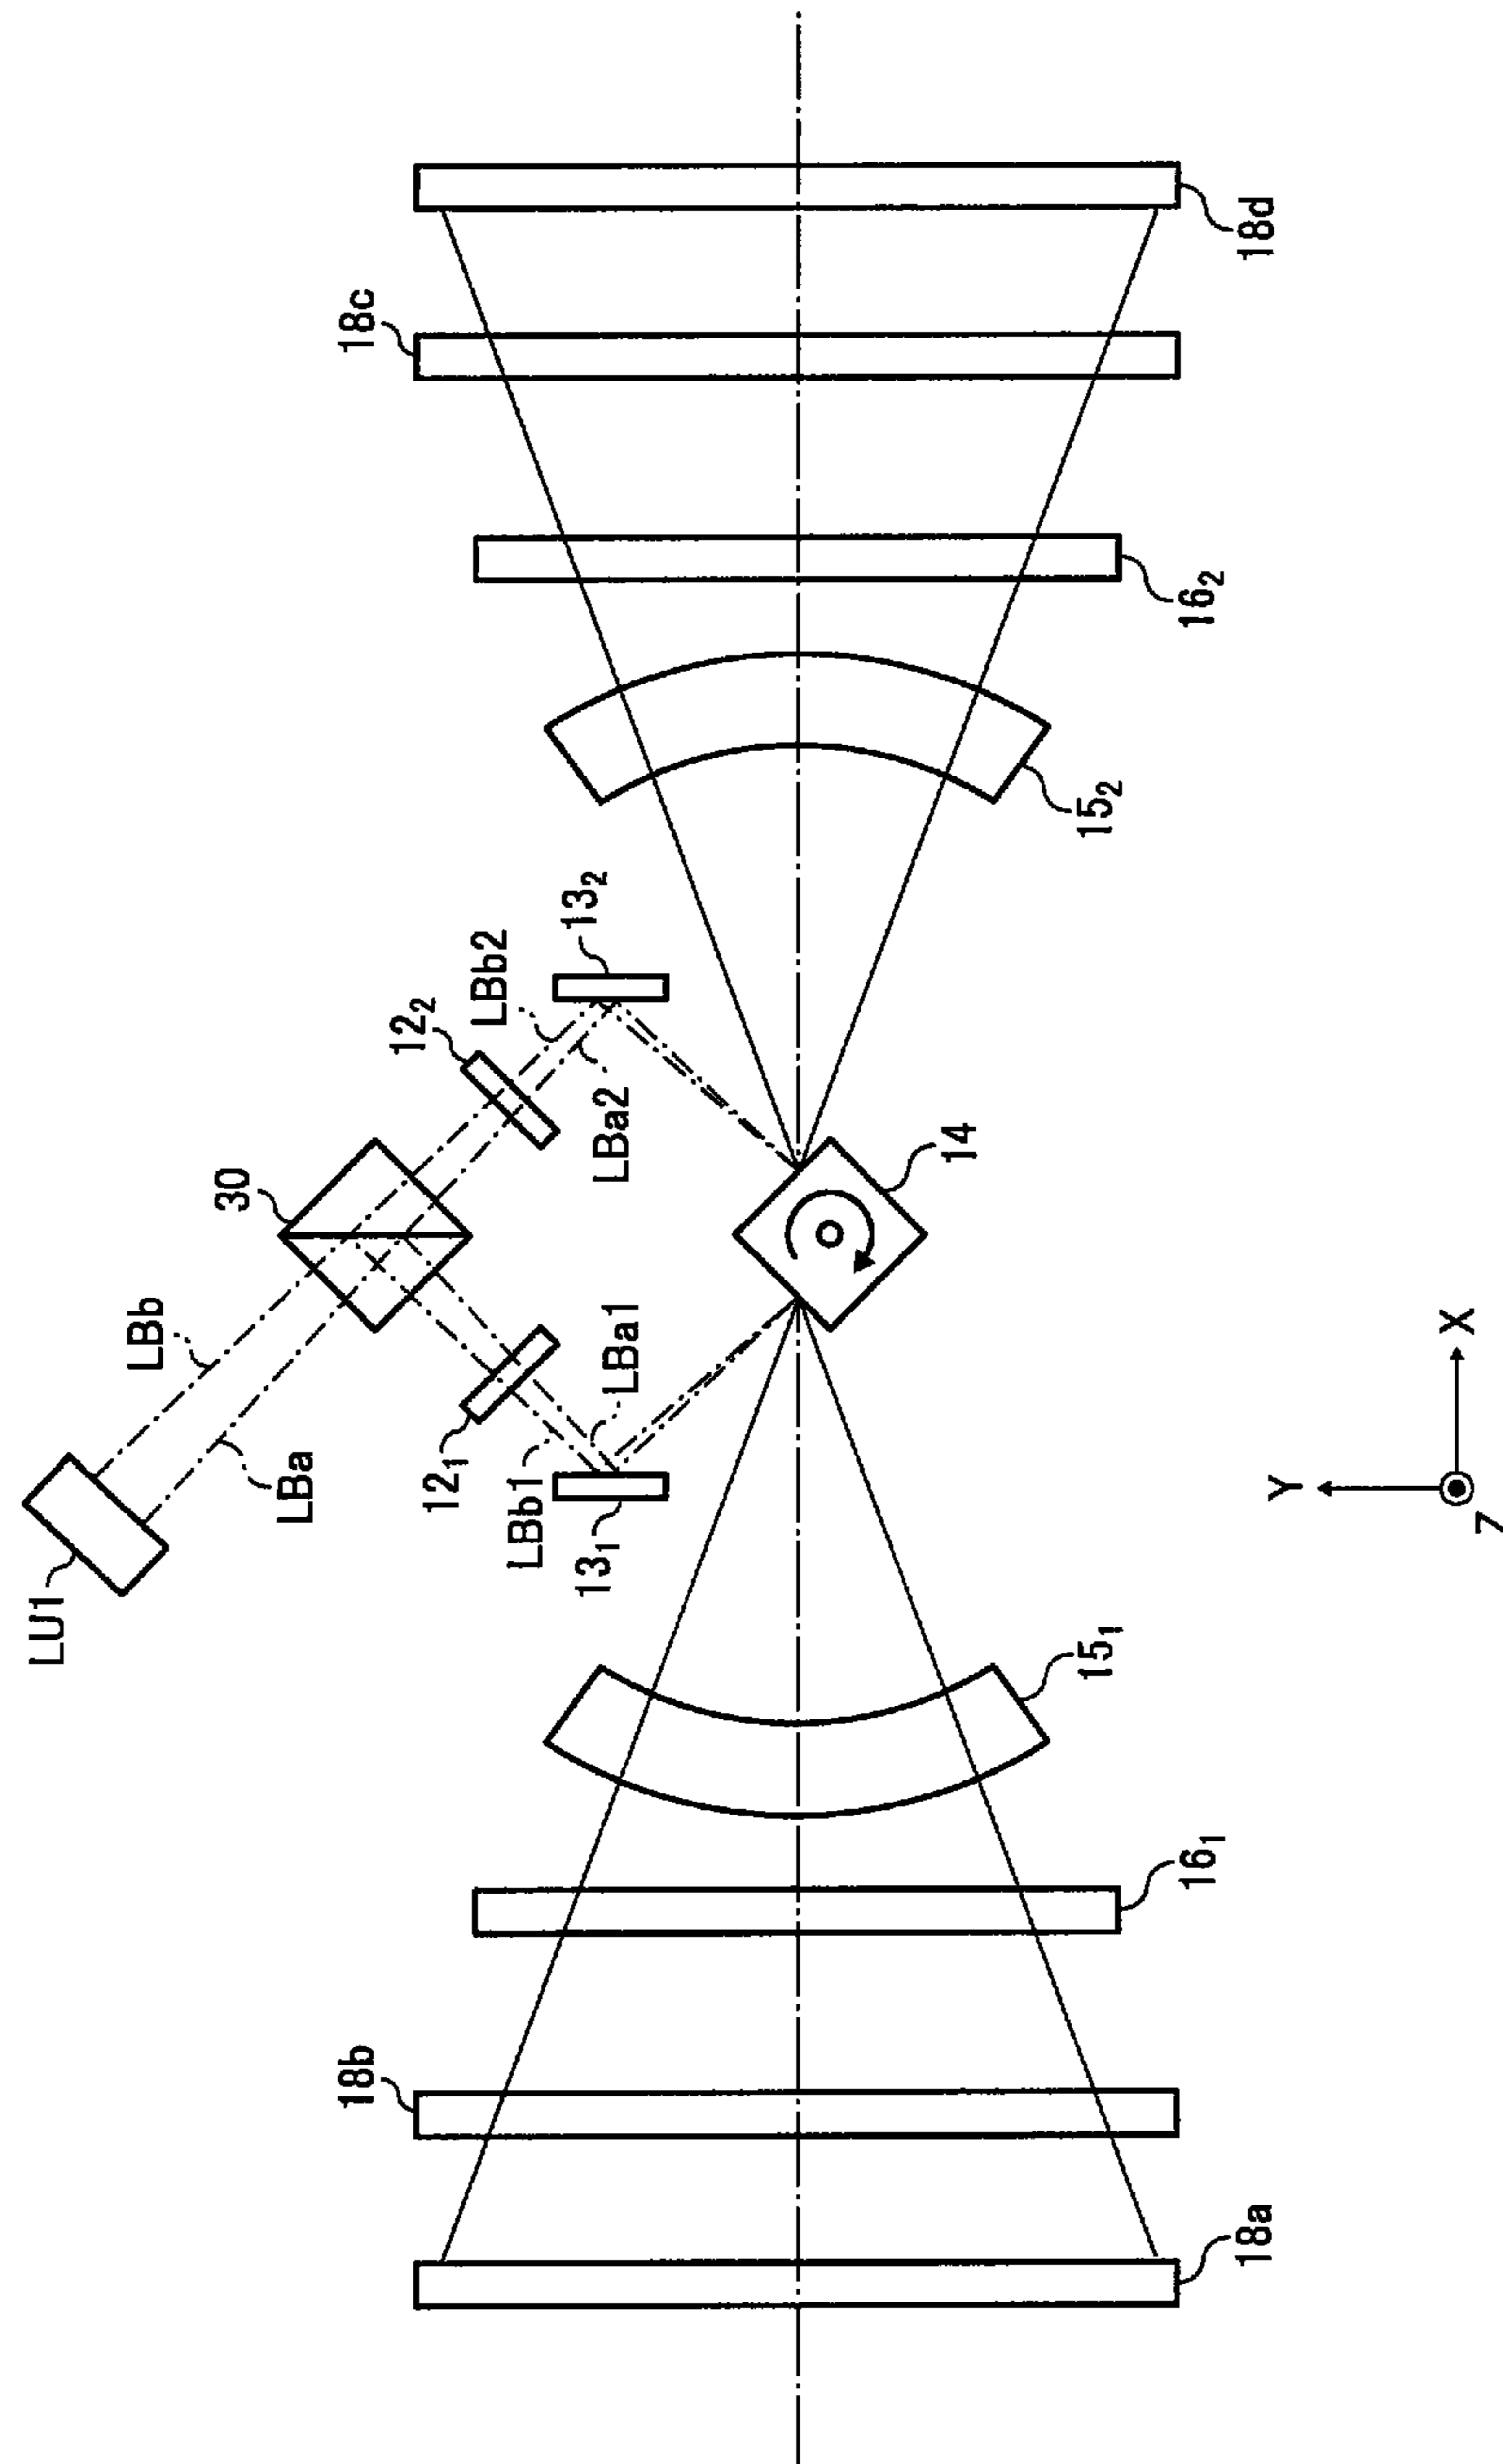 LU1
LBb
30
LBa
18b
18c
12₁
12₂
LBb2
LBb1
13₁
13₂
LBa1
LBa2
14
15₁
15₂
16₁
16₂
18a
18d
Y
X
Z